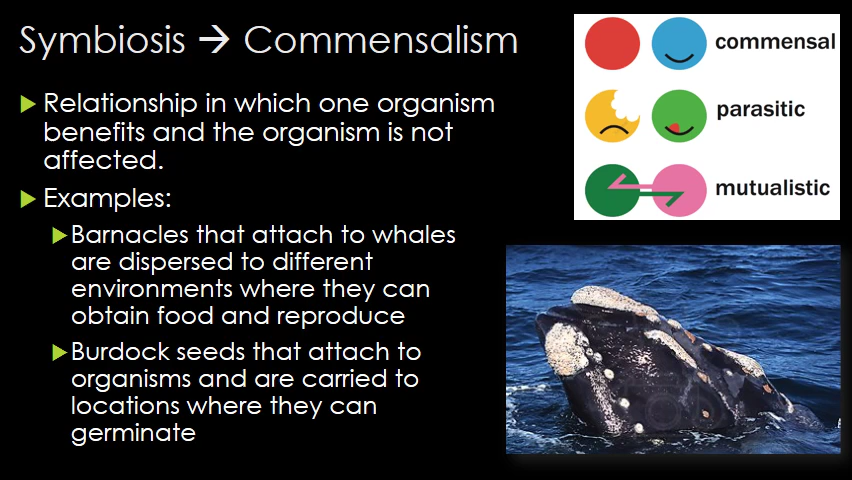 Symbiosis → Commensalism
Relationship in which one organism
benefits and the organism is not
affected.
Examples:
Barnacles that attach to whales
are dispersed to different
environments where they can
obtain food and reproduce
Burdock seeds that attach to
organisms and are carried to
locations where they can
germinate
commensal
parasitic
mutualistic